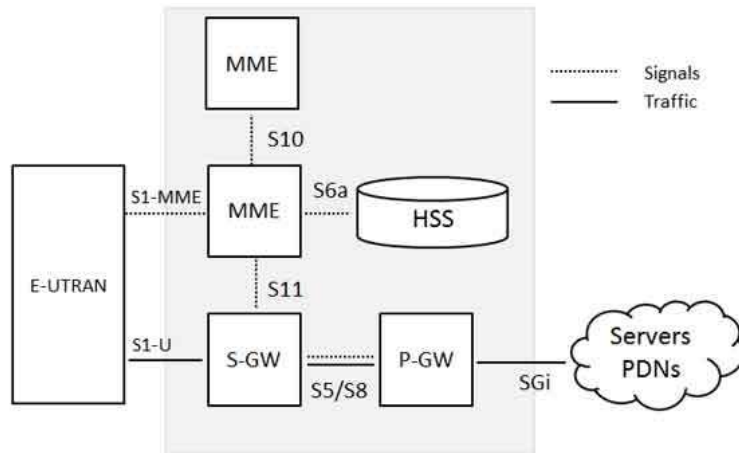 MME
Signals
Traffic
S10
S1-MME
MME
S6a
HSS
E-UTRAN
S11
S1-U
S-GW
S5/S8
P-GW
SGi
Servers
PDNs